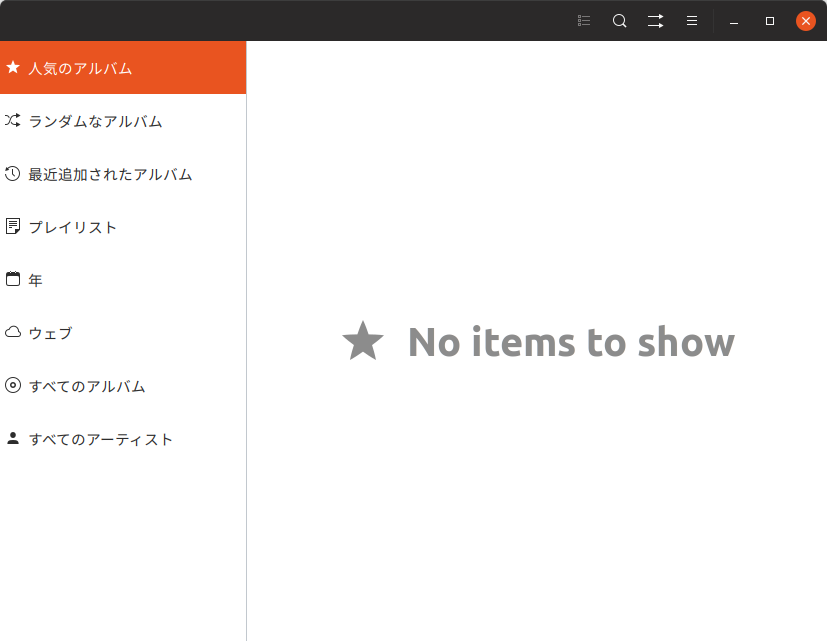 人気のアルバム
ランダムなアルバム
最近追加されたアルバム
プレイリスト
年
ウェブ
すべてのアルバム
すべてのアーティスト
No items to show